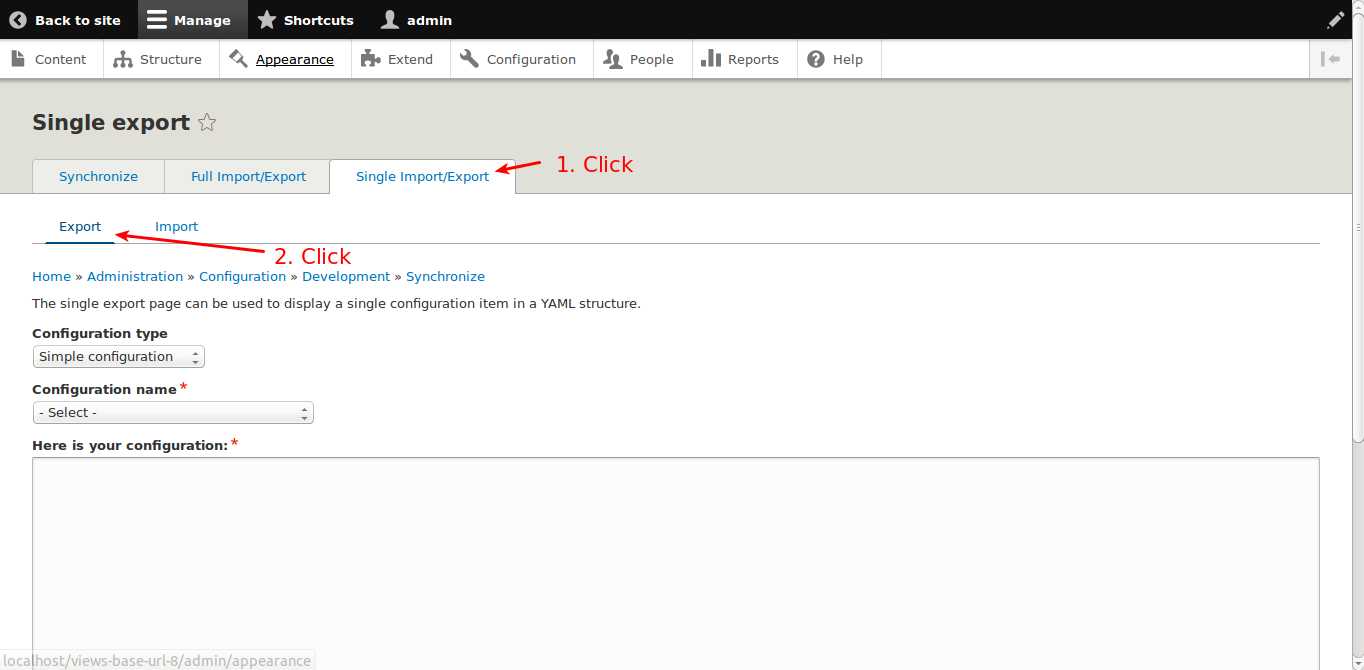 Back to site Manage Shortcuts admin
Content Structure Appearance Extend Configuration People Reports Help
Single export
Synchronize Full Import/Export Single Import/Export 1. Click
Export Import
2. Click
Home » Administration » Configuration » Development » Synchronize
The single export page can be used to display a single configuration item in a YAML structure.
Configuration type
Simple configuration
Configuration name *
- Select -
Here is your configuration: *
localhost/views-base-url-8/admin/appearance